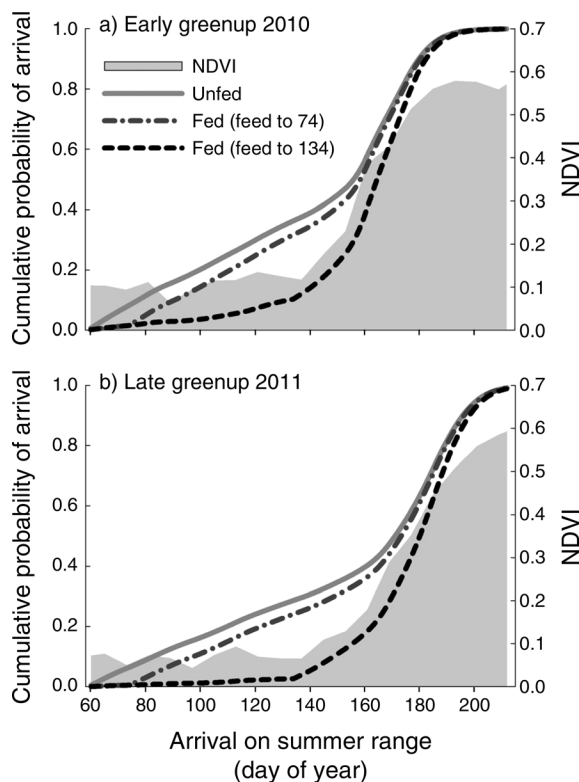 a) Early greenup 2010
NDVI
Unfed
Fed (feed to 74)
Fed (feed to 134)
Cumulative probability of arrival
1.0
0.8
0.6
0.4
0.2
0.0
0.7
0.6
0.5
0.4
0.3
0.2
0.1
0.0
NDVI
b) Late greenup 2011
Cumulative probability of arrival
1.0
0.8
0.6
0.4
0.2
0.0
0.7
0.6
0.5
0.4
0.3
0.2
0.1
0.0
NDVI
60 80 100 120 140 160 180 200
Arrival on summer range
(day of year)